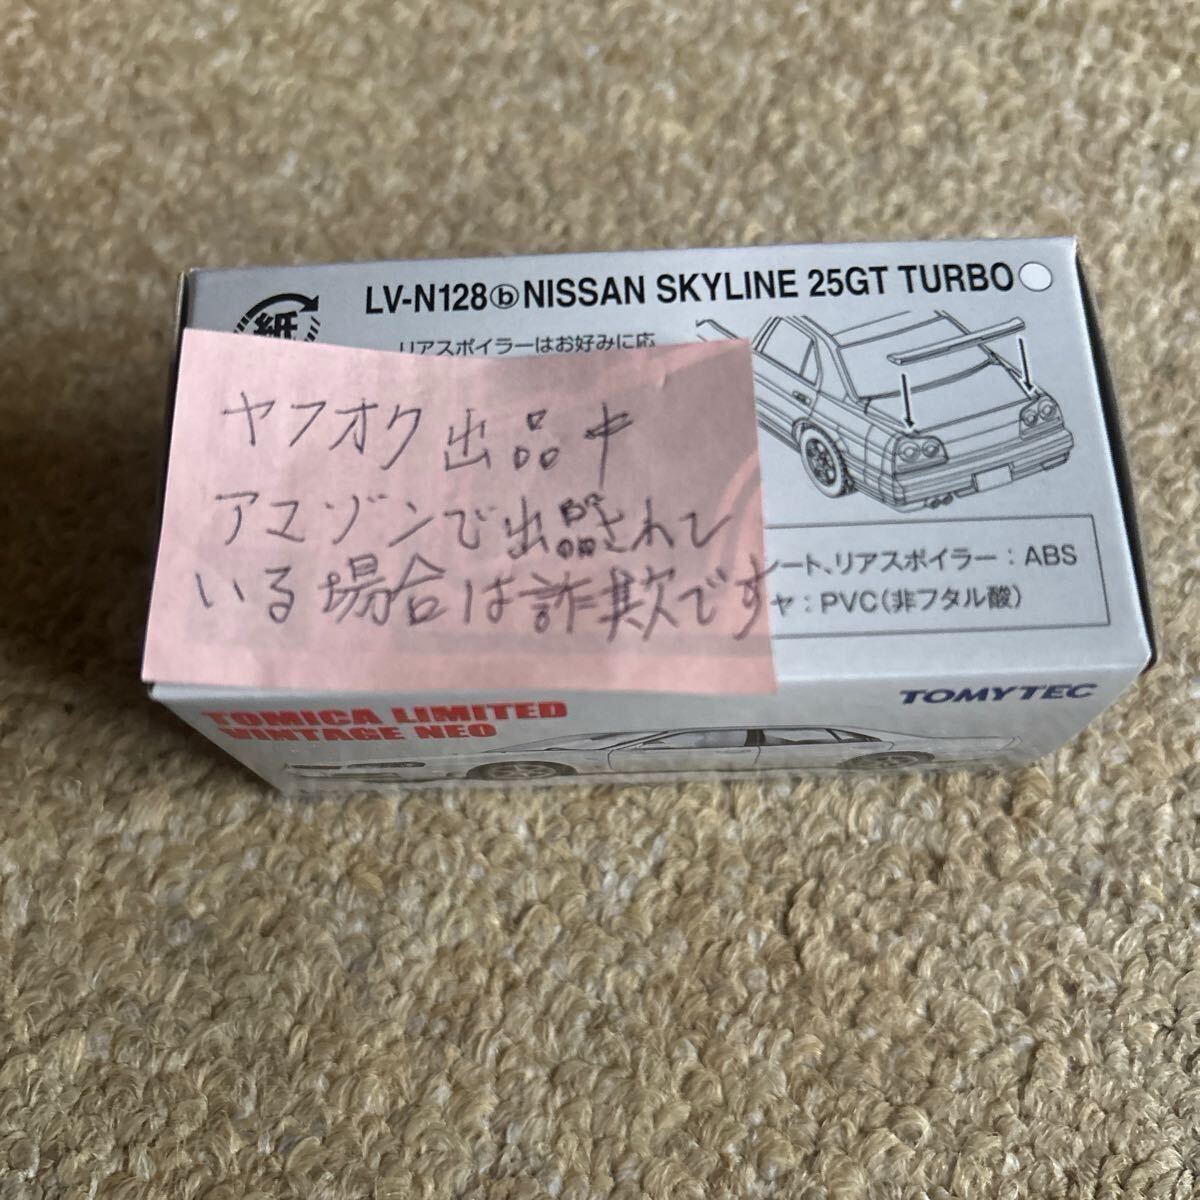 LV-N128ⓑNISSAN SKYLINE 25GT TURBO
紙
リアスポイラーはお好みに応
ヤフオク出品中
アマゾンで出品されて
いる場合は詐欺です
ート、リアスポイラー：ABS
ヤ：PVC(非フタル酸)
TOMYTEC
TOMICA LIMITED
VINTAGE NEO